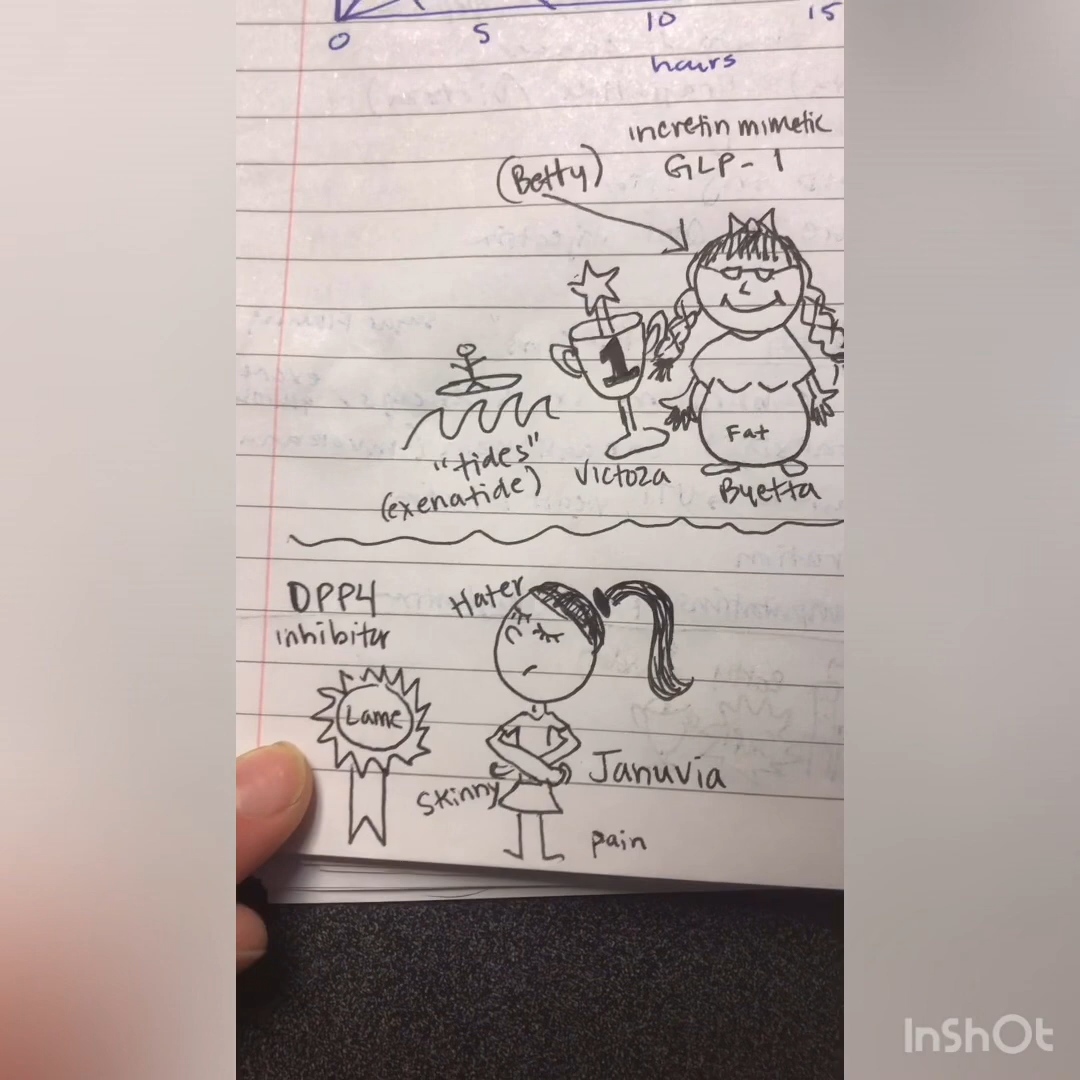 0 5 10 15
hours
incretin mimetic
GLP-1
(Betty)
1
Fat
"tides"
(exenatide)
Victoza
Byetta
DPP4
inhibitor
Hater
Lame
Skinny
Januvia
pain
InShOt